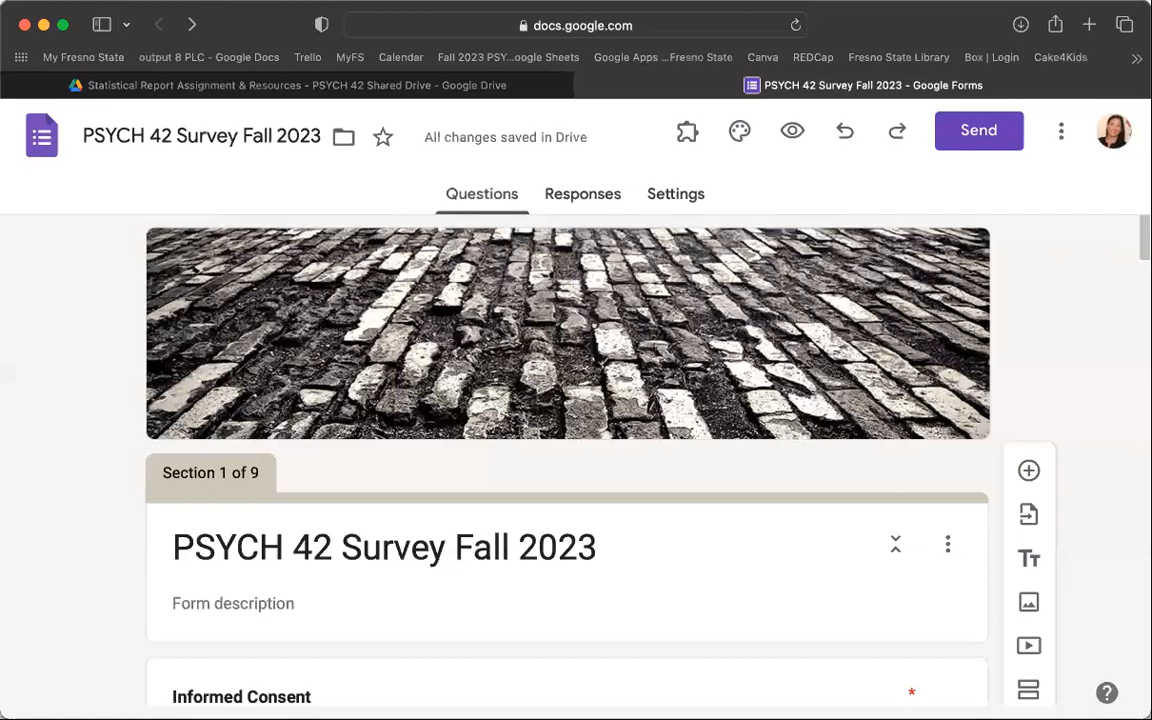 docs.google.com
My Fresno State output 8 PLC - Google Docs Trello MyFS Calendar Fall 2023 PSY...oogle Sheets Google Apps ...Fresno State Canva REDCap Fresno State Library Box | Login Cake4Kids
Statistical Report Assignment & Resources - PSYCH 42 Shared Drive - Google Drive PSYCH 42 Survey Fall 2023 - Google Forms
PSYCH 42 Survey Fall 2023 All changes saved in Drive Send
Questions Responses Settings
Section 1 of 9
PSYCH 42 Survey Fall 2023
Form description
Informed Consent *